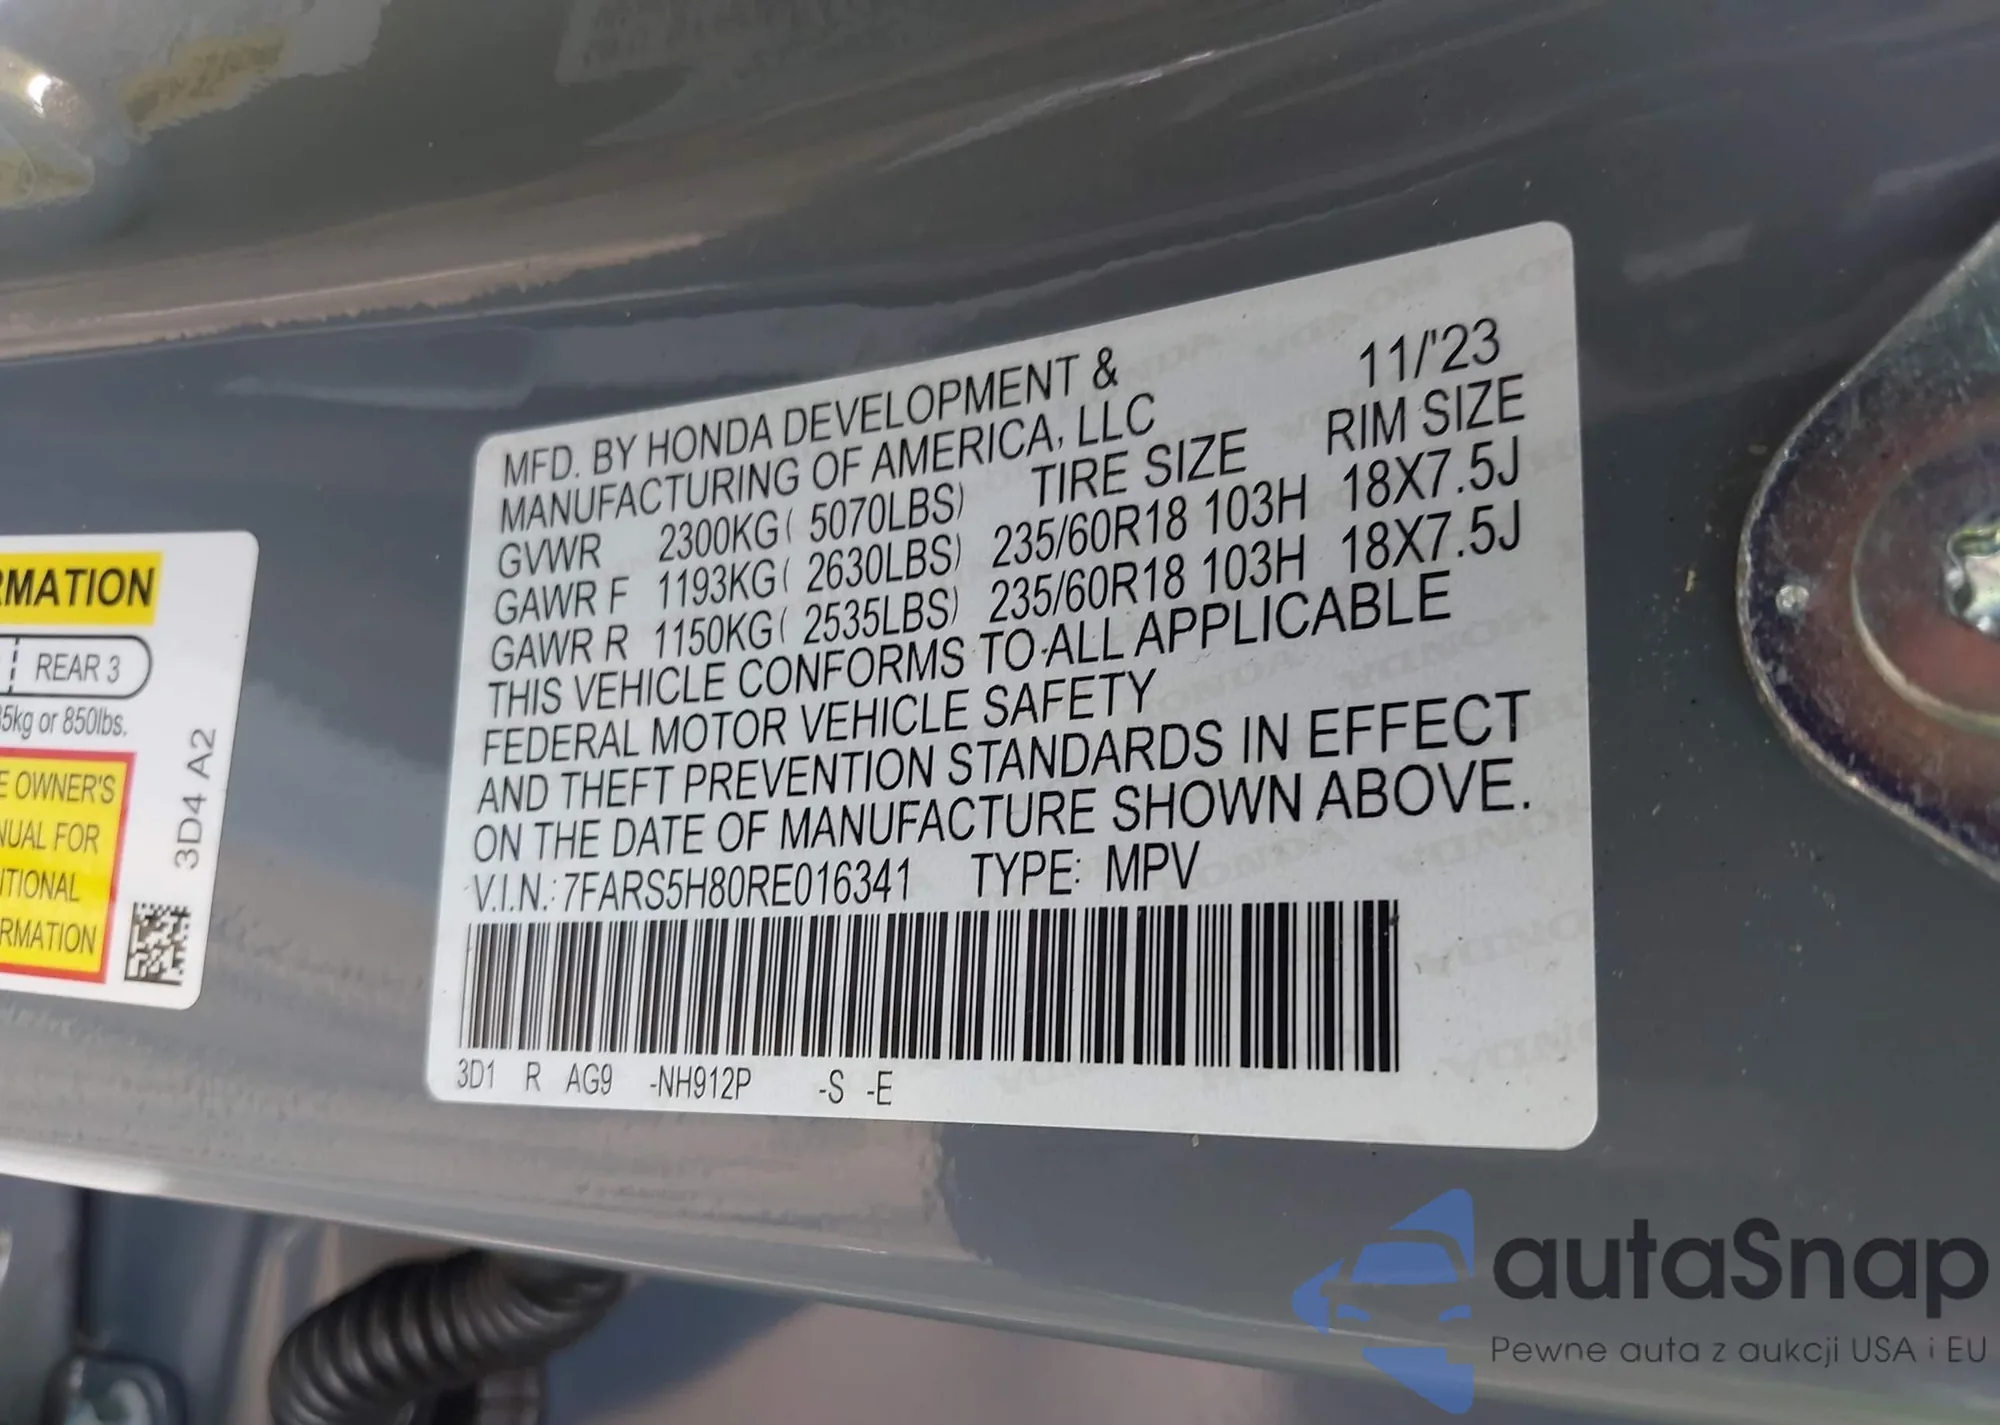 MFD. BY HONDA DEVELOPMENT & 11/'23
MANUFACTURING OF AMERICA, LLC RIM SIZE
GVWR 2300KG( 5070LBS) TIRE SIZE
GAWR F 1193KG( 2630LBS) 235/60R18 103H 18X7.5J
GAWR R 1150KG( 2535LBS) 235/60R18 103H 18X7.5J
THIS VEHICLE CONFORMS TO ALL APPLICABLE
FEDERAL MOTOR VEHICLE SAFETY
AND THEFT PREVENTION STANDARDS IN EFFECT
ON THE DATE OF MANUFACTURE SHOWN ABOVE.
V.I.N.: 7FARS5H80RE016341 TYPE: MPV
3D1 R AG9 -NH912P -S -E
RMATION
REAR 3
5kg or 850lbs.
E OWNER'S
NUAL FOR
ITIONAL
RMATION
3D4 A2
autaSnap
Pewne auta z aukcji USA i EU